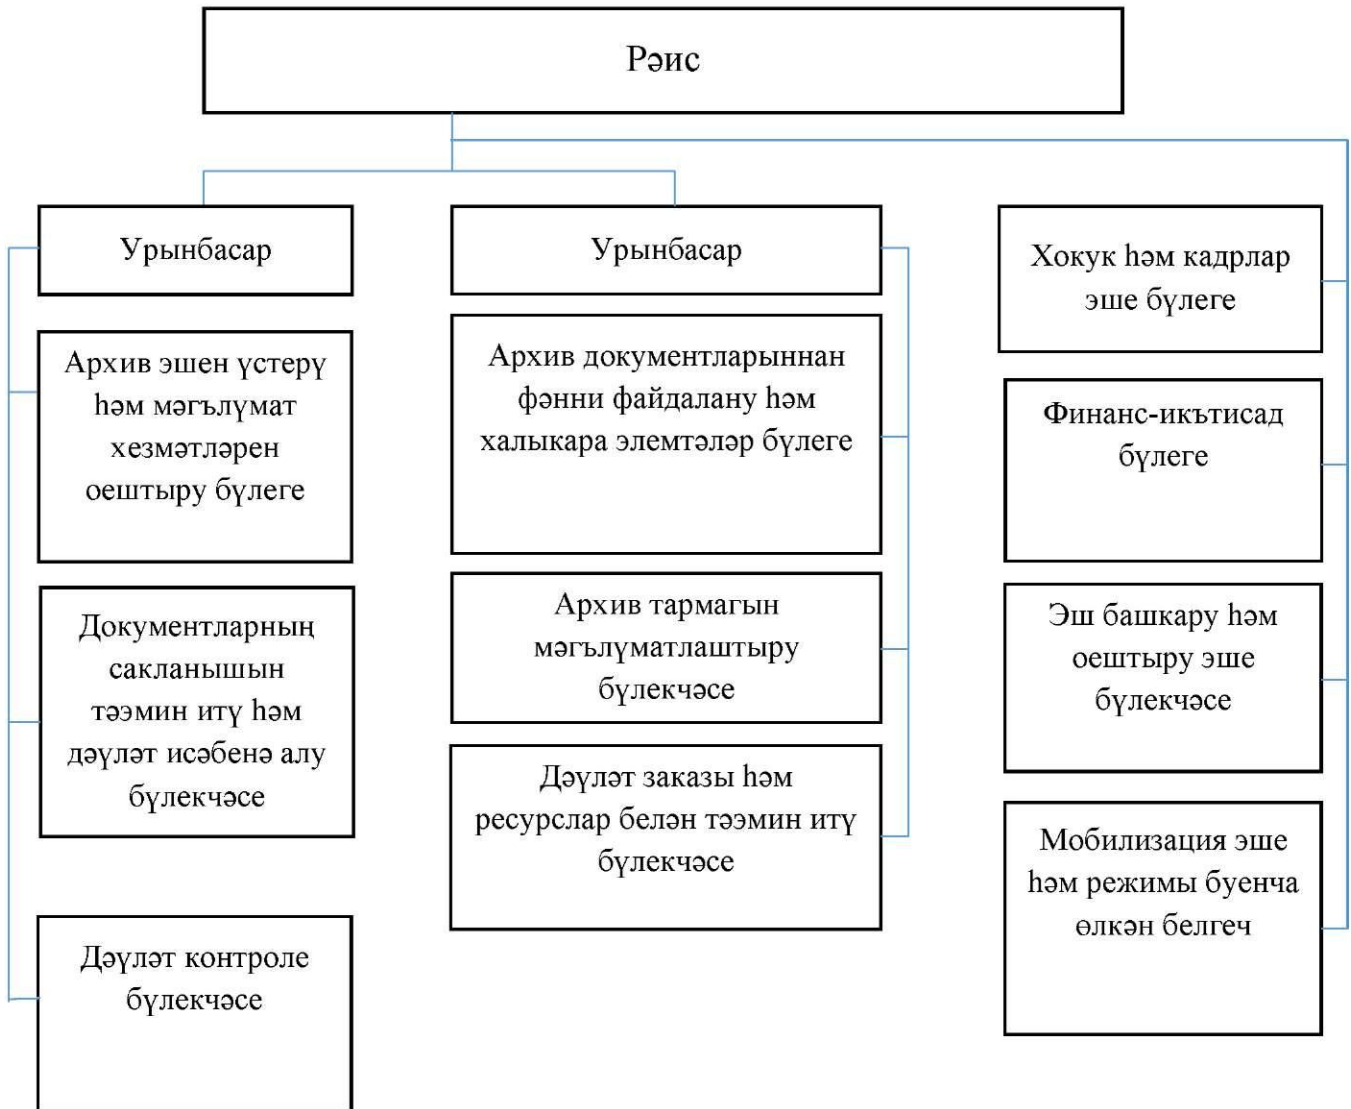 Рәис
Урынбасар
Архив эшен үстерү
һәм мәгълүмат
хезмәтләрен
оештыру бүлеге
Документларның
сакланышын
тәэмин итү һәм
дәүләт исәбенә алу
бүлекчәсе
Дәүләт контроле
бүлекчәсе
Урынбасар
Архив документларыннан
фәнни файдалану һәм
халыкара элемтәләр бүлеге
Архив тармагын
мәгълүматлаштыру
бүлекчәсе
Дәүләт заказы һәм
ресурслар белән тәэмин итү
бүлекчәсе
Хокук һәм кадрлар
эше бүлеге
Финанс-икътисад
бүлеге
Эш башкару һәм
оештыру эше
бүлекчәсе
Мобилизация эше
һәм режимы буенча
өлкән белгеч